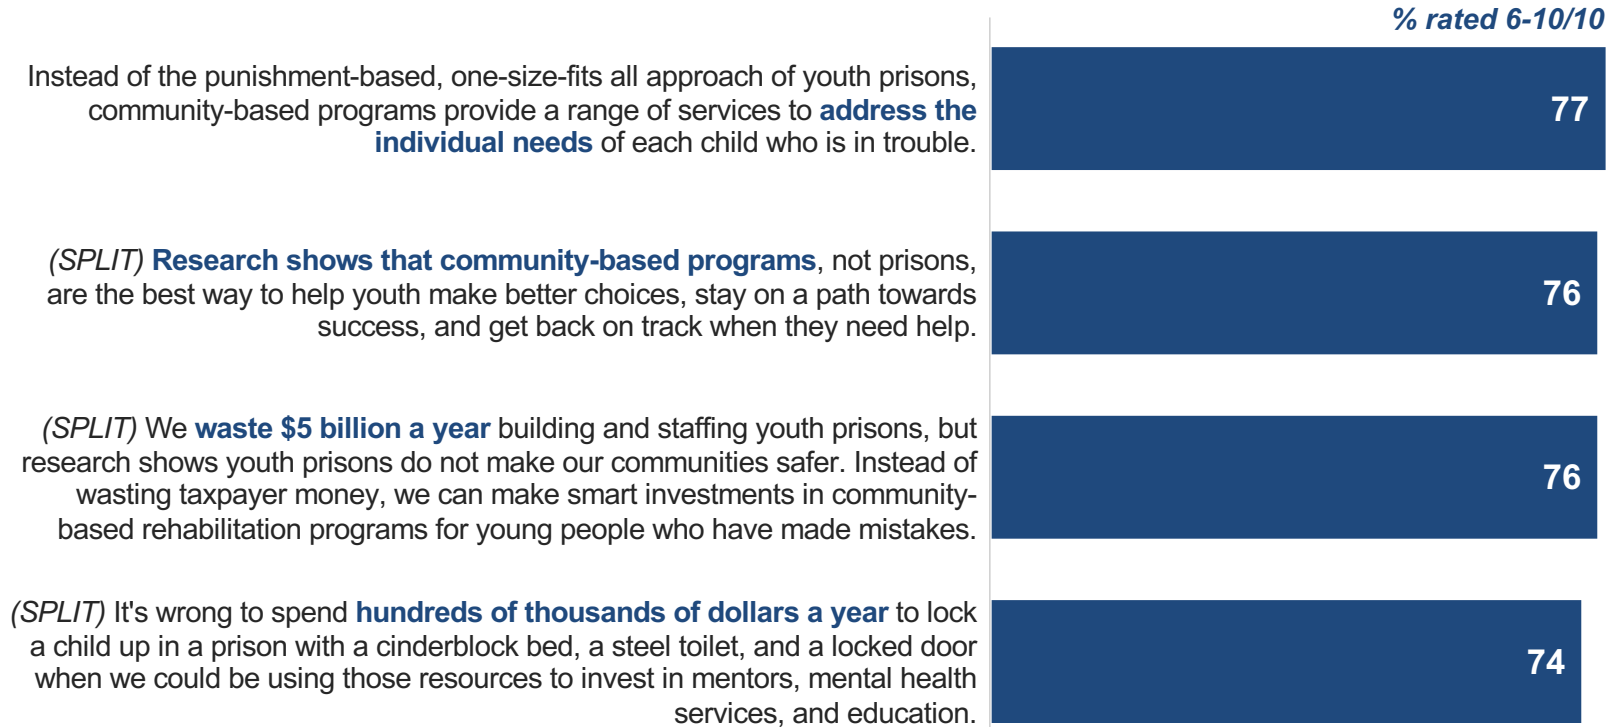 % rated 6-10/10
Instead of the punishment-based, one-size-fits all approach of youth prisons,
community-based programs provide a range of services to address the
individual needs of each child who is in trouble.
77
(SPLIT) Research shows that community-based programs, not prisons,
are the best way to help youth make better choices, stay on a path towards
success, and get back on track when they need help.
76
(SPLIT) We waste $5 billion a year building and staffing youth prisons, but
research shows youth prisons do not make our communities safer. Instead of
wasting taxpayer money, we can make smart investments in community-
based rehabilitation programs for young people who have made mistakes.
76
(SPLIT) It's wrong to spend hundreds of thousands of dollars a year to lock
a child up in a prison with a cinderblock bed, a steel toilet, and a locked door
when we could be using those resources to invest in mentors, mental health
services, and education.
74